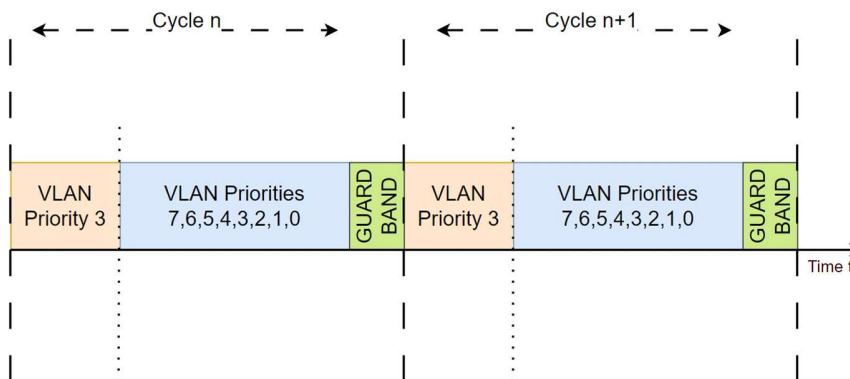 Cycle n
Cycle n+1
VLAN
Priority 3
VLAN Priorities
7,6,5,4,3,2,1,0
GUARD
BAND
VLAN
Priority 3
VLAN Priorities
7,6,5,4,3,2,1,0
GUARD
BAND
Time t